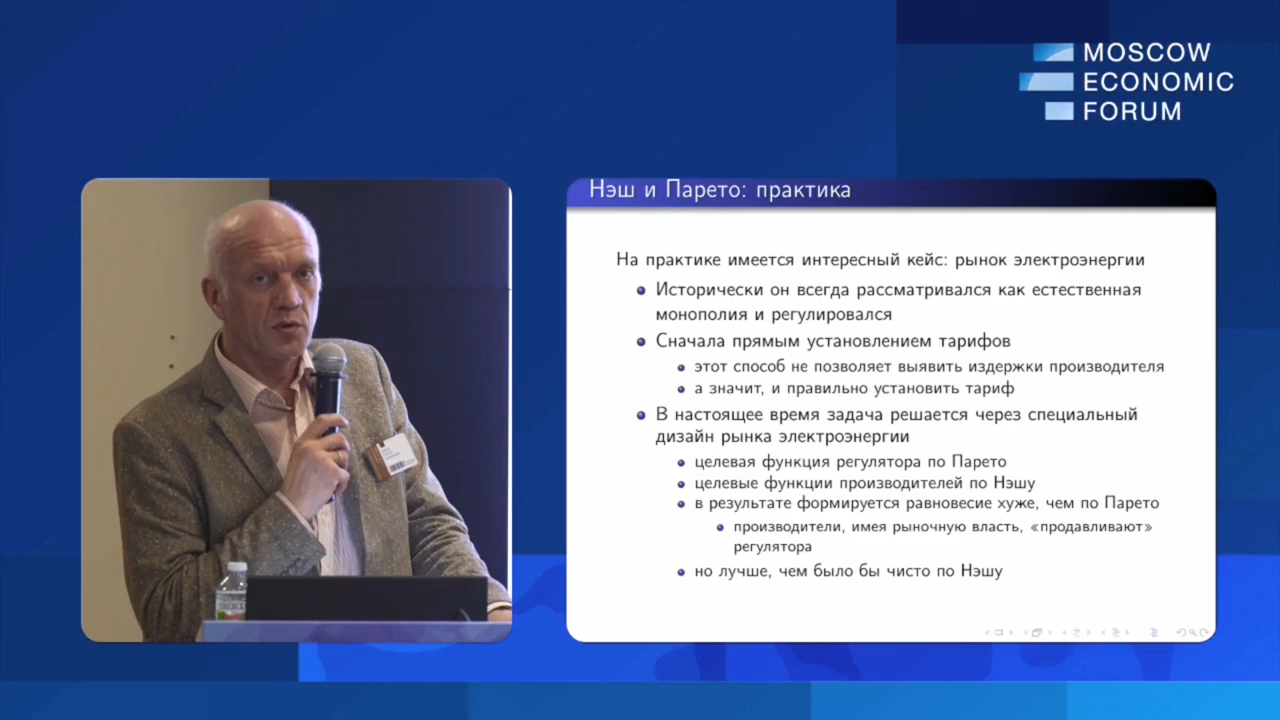 MOSCOW
ECONOMIC
FORUM
Нэш и Парето: практика
На практике имеется интересный кейс: рынок электроэнергии
Исторически он всегда рассматривался как естественная
монополия и регулировался
Сначала прямым установлением тарифов
этот способ не позволяет выявить издержки производителя
а значит, и правильно установить тариф
В настоящее время задача решается через специальный
дизайн рынка электроэнергии
целевая функция регулятора по Парето
целевые функции производителей по Нэшу
в результате формируется равновесие хуже, чем по Парето
производители, имея рыночную власть, «продавливают»
регулятора
но лучше, чем было бы чисто по Нэшу